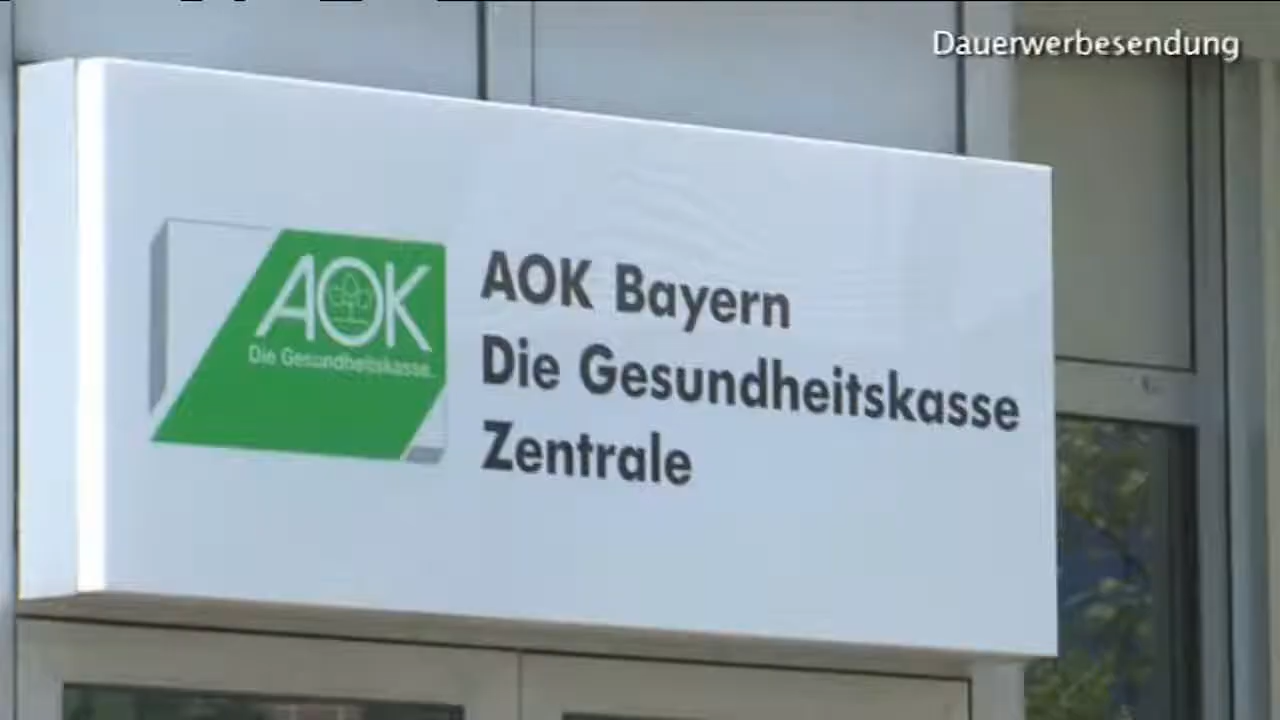 Dauerwerbesendung
AOK
Die Gesundheitskasse.
AOK Bayern
Die Gesundheitskasse
Zentrale